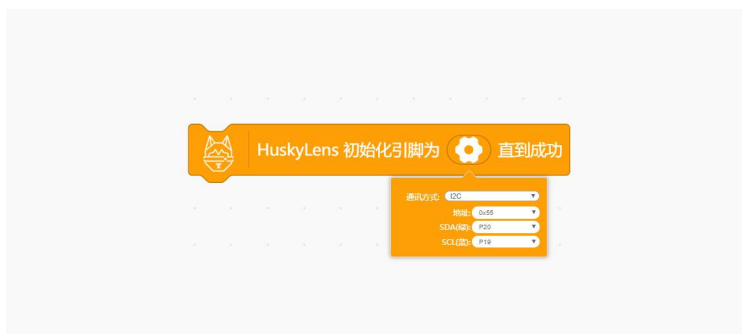 HuskyLens 初始化引脚为 直到成功
通讯方式: I2C
地址: 0x55
SDA(绿): P20
SCL(蓝): P19